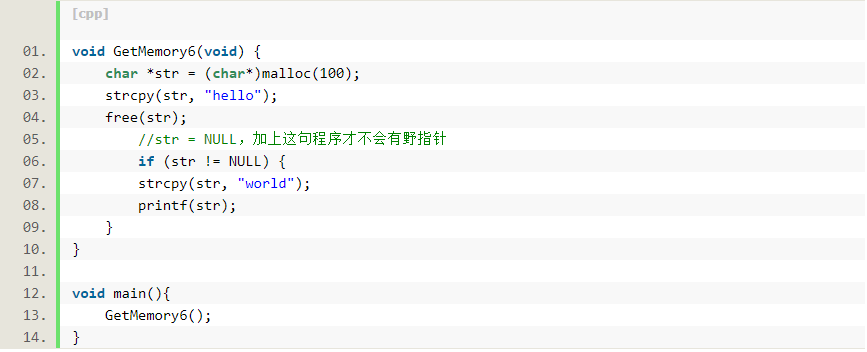 [cpp]
01. void GetMemory6(void) {
02. char *str = (char*)malloc(100);
03. strcpy(str, "hello");
04. free(str);
05. //str = NULL，加上这句程序才不会有野指针
06. if (str != NULL) {
07. strcpy(str, "world");
08. printf(str);
09. }
10. }
11.
12. void main(){
13. GetMemory6();
14. }